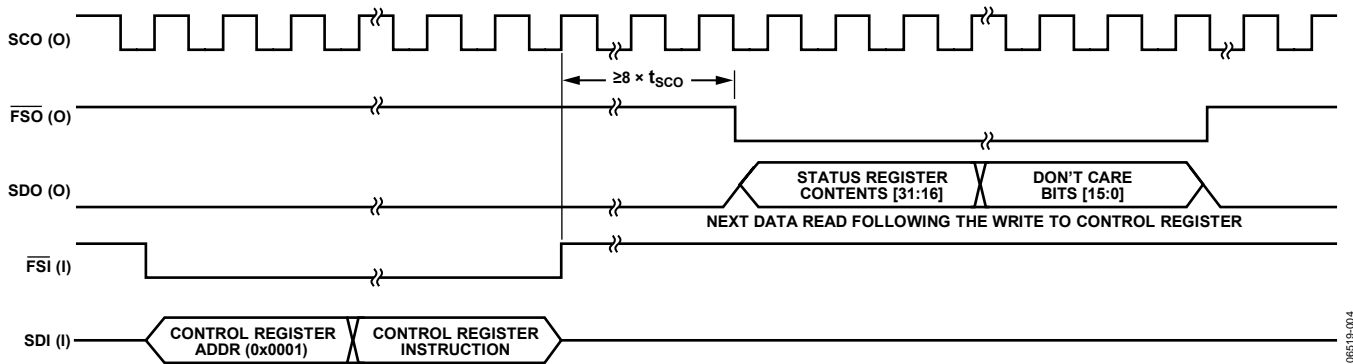 SCO (O)
≥8 × tSCO
FSO (O)
SDO (O)
STATUS REGISTER
CONTENTS [31:16]
DON'T CARE
BITS [15:0]
NEXT DATA READ FOLLOWING THE WRITE TO CONTROL REGISTER
FSI (I)
SDI (I)
CONTROL REGISTER
ADDR (0x0001)
CONTROL REGISTER
INSTRUCTION
06519-004